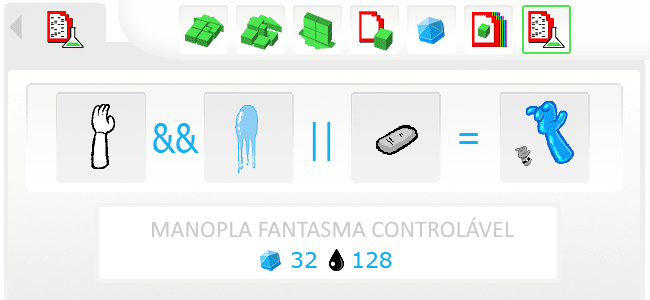 && || =
MANOPLA FANTASMA CONTROLÁVEL
32 128